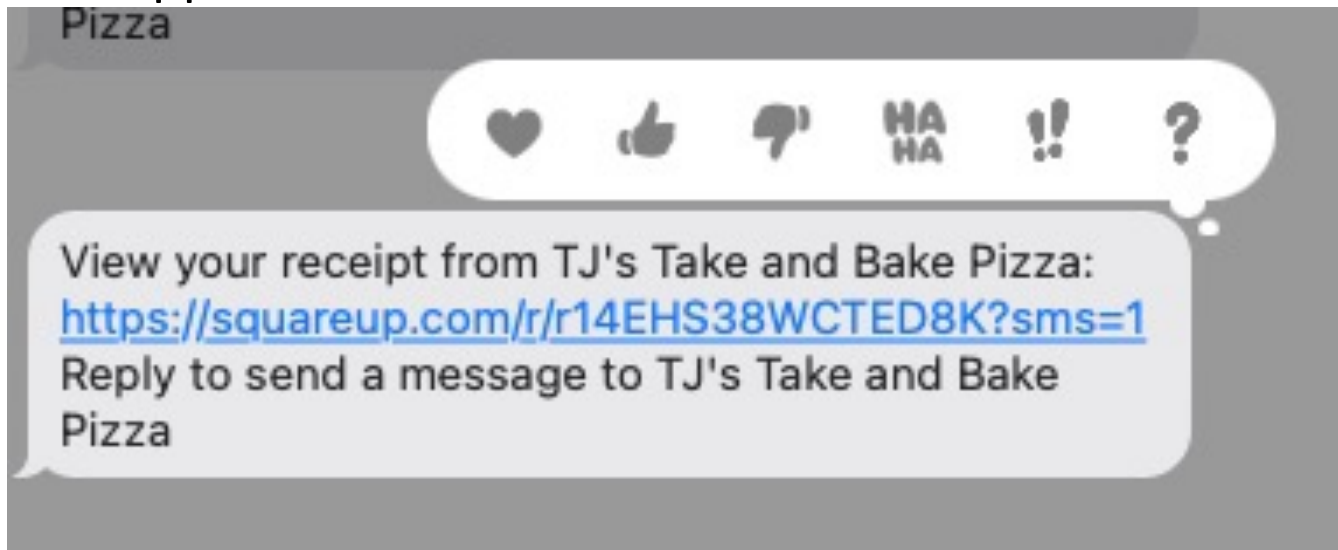 Pizza
HA
HA
!!
?
View your receipt from TJ's Take and Bake Pizza:
https://squareup.com/r/r14EHS38WCTED8K?sms=1
Reply to send a message to TJ's Take and Bake
Pizza